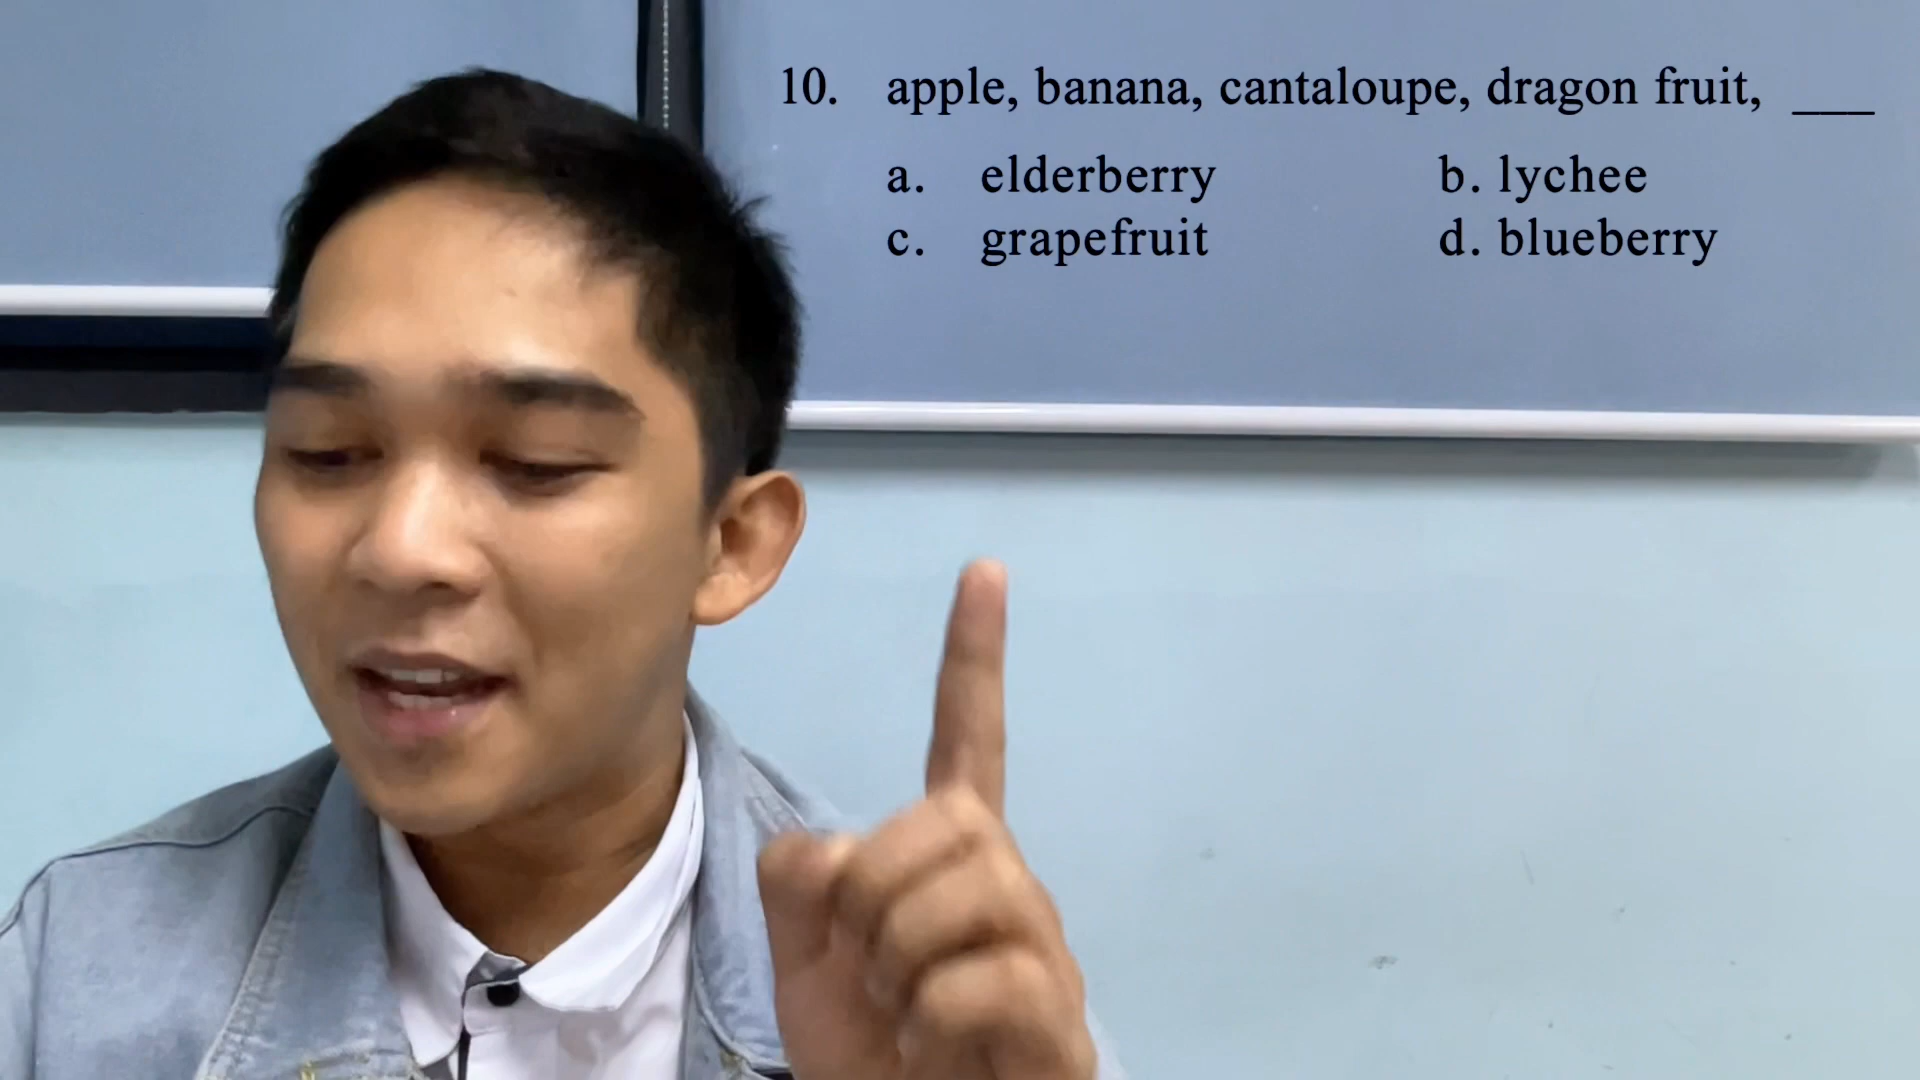 10. apple, banana, cantaloupe, dragon fruit, ___
a. elderberry b. lychee
c. grapefruit d. blueberry